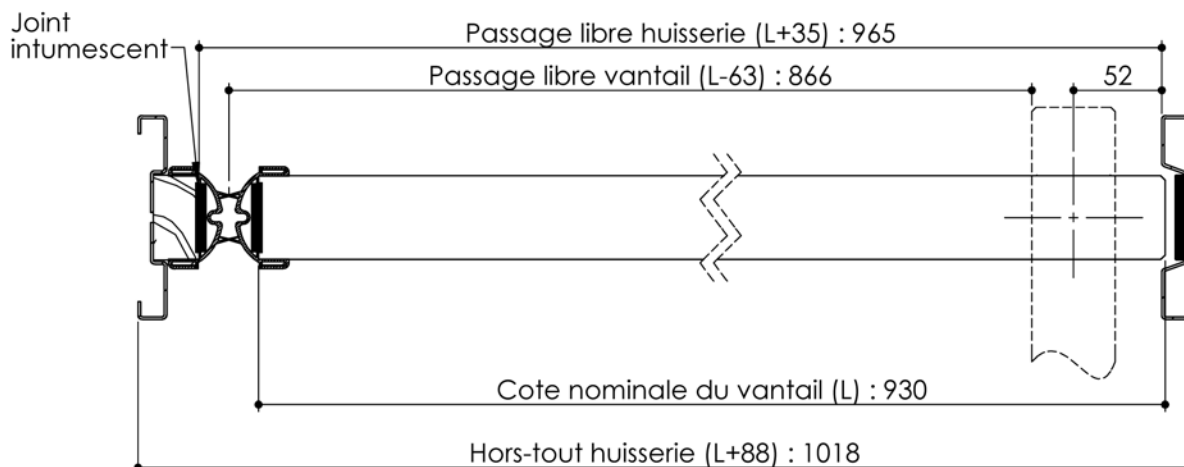 Joint
intumescent
Passage libre huisserie (L+35) : 965
Passage libre vantail (L-63) : 866
52
Cote nominale du vantail (L) : 930
Hors-tout huisserie (L+88) : 1018